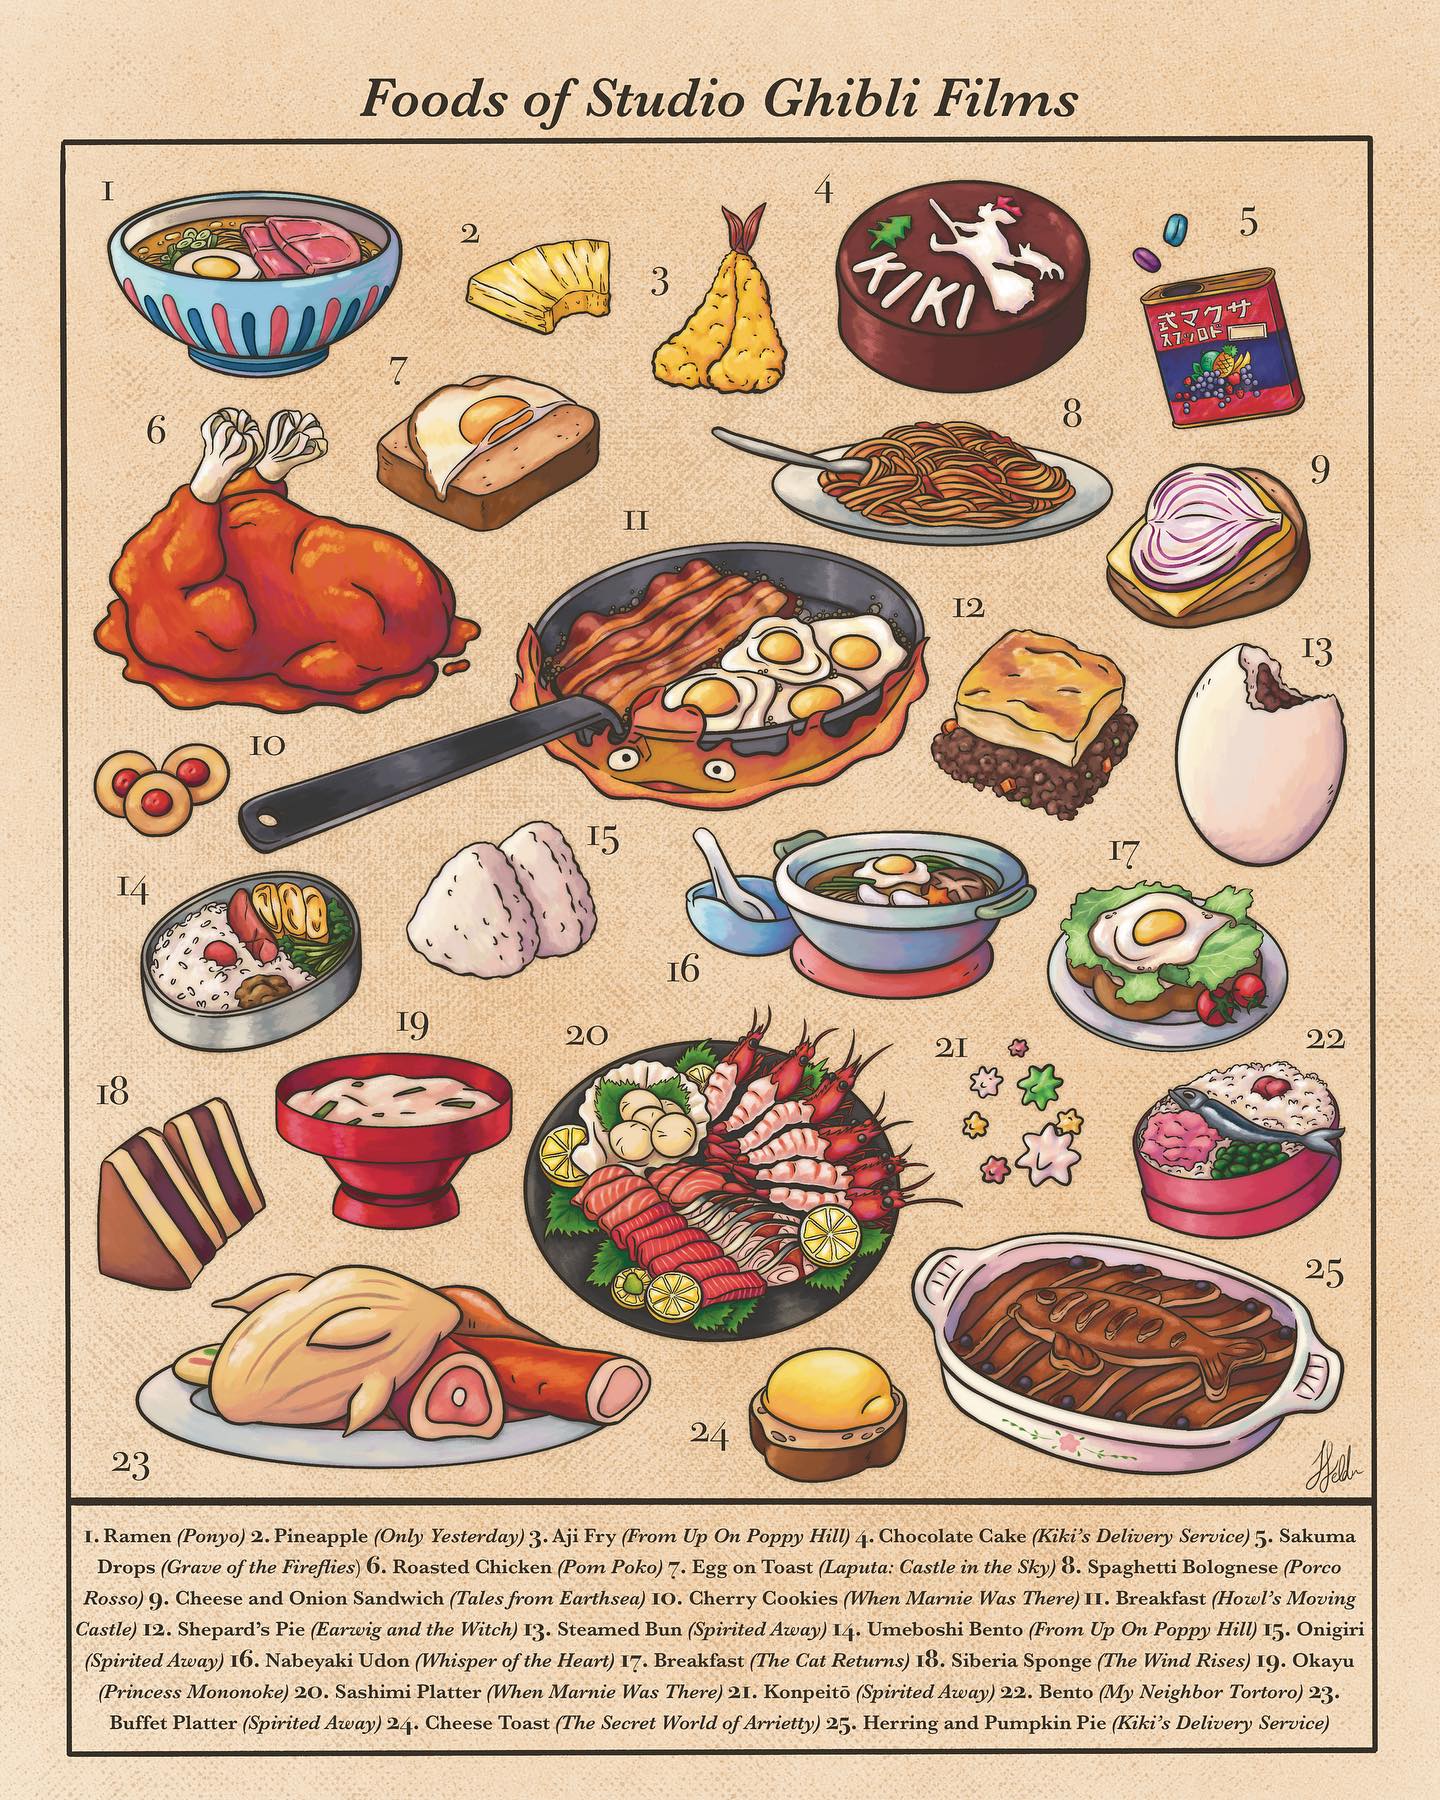 Foods of Studio Ghibli Films
1
2
3
4
KIKI
5
式マクサ
スプッロド
6
7
8
9
10
11
12
13
14
15
16
17
18
19
20
21
22
23
24
25
1. Ramen (Ponyo) 2. Pineapple (Only Yesterday) 3. Aji Fry (From Up On Poppy Hill) 4. Chocolate Cake (Kiki's Delivery Service) 5. Sakuma
Drops (Grave of the Fireflies) 6. Roasted Chicken (Pom Poko) 7. Egg on Toast (Laputa: Castle in the Sky) 8. Spaghetti Bolognese (Porco
Rosso) 9. Cheese and Onion Sandwich (Tales from Earthsea) 10. Cherry Cookies (When Marnie Was There) 11. Breakfast (Howl's Moving
Castle) 12. Shepard's Pie (Earwig and the Witch) 13. Steamed Bun (Spirited Away) 14. Umeboshi Bento (From Up On Poppy Hill) 15. Onigiri
(Spirited Away) 16. Nabeyaki Udon (Whisper of the Heart) 17. Breakfast (The Cat Returns) 18. Siberia Sponge (The Wind Rises) 19. Okayu
(Princess Mononoke) 20. Sashimi Platter (When Marnie Was There) 21. Konpeitō (Spirited Away) 22. Bento (My Neighbor Tortoro) 23.
Buffet Platter (Spirited Away) 24. Cheese Toast (The Secret World of Arrietty) 25. Herring and Pumpkin Pie (Kiki's Delivery Service)